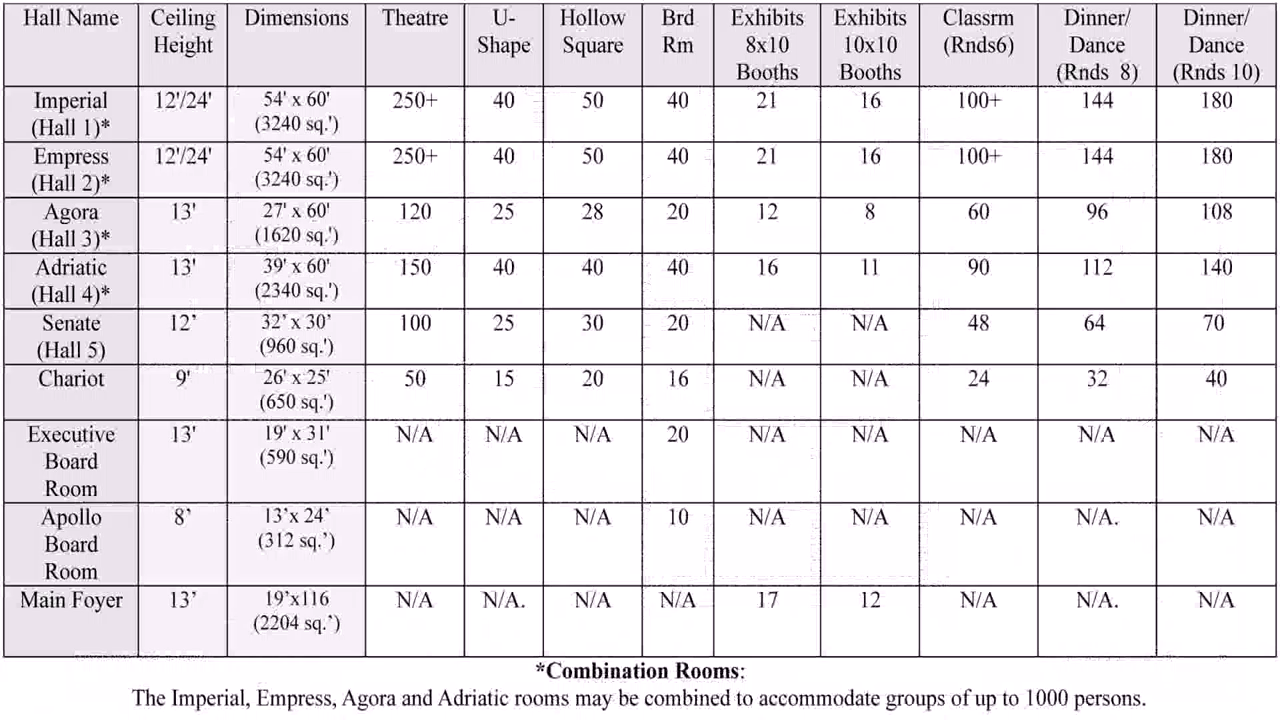 Hall Name Ceiling Height Dimensions Theatre U-Shape Hollow Square Brd Rm Exhibits 8x10 Booths Exhibits 10x10 Booths Classrm (Rnds6) Dinner/ Dance (Rnds 8) Dinner/ Dance (Rnds 10)
Imperial (Hall 1)* 12'/24' 54' x 60' (3240 sq.') 250+ 40 50 40 21 16 100+ 144 180
Empress (Hall 2)* 12'/24' 54' x 60' (3240 sq.') 250+ 40 50 40 21 16 100+ 144 180
Agora (Hall 3)* 13' 27' x 60' (1620 sq.') 120 25 28 20 12 8 60 96 108
Adriatic (Hall 4)* 13' 39' x 60' (2340 sq.') 150 40 40 40 16 11 90 112 140
Senate (Hall 5) 12’ 32’ x 30’ (960 sq.') 100 25 30 20 N/A N/A 48 64 70
Chariot 9' 26' x 25' (650 sq.') 50 15 20 16 N/A N/A 24 32 40
Executive Board Room 13' 19' x 31' (590 sq.') N/A N/A N/A 20 N/A N/A N/A N/A N/A
Apollo Board Room 8’ 13’x 24’ (312 sq.’) N/A N/A N/A 10 N/A N/A N/A N/A. N/A
Main Foyer 13’ 19’x116 (2204 sq.’) N/A N/A. N/A N/A 17 12 N/A N/A. N/A
*Combination Rooms:
The Imperial, Empress, Agora and Adriatic rooms may be combined to accommodate groups of up to 1000 persons.